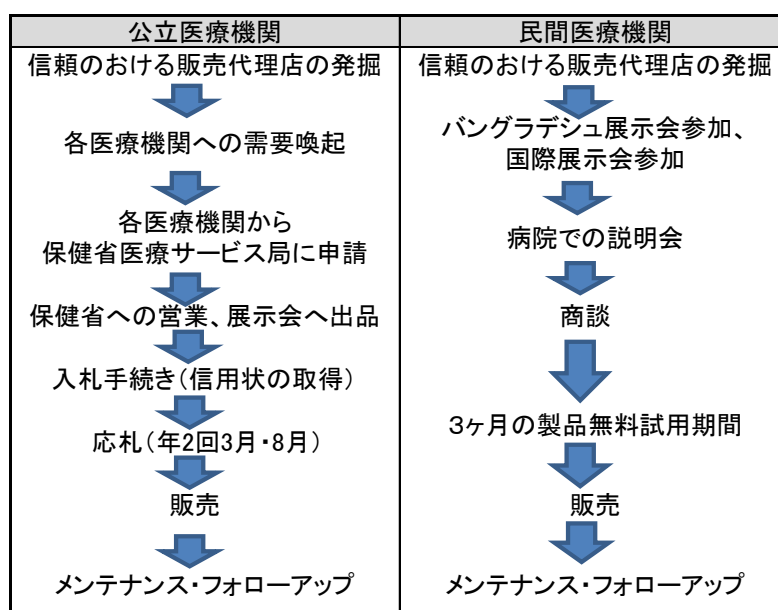 公立医療機関
信頼のおける販売代理店の発掘
各医療機関への需要喚起
各医療機関から
保健省医療サービス局に申請
保健省への営業、展示会へ出品
入札手続き(信用状の取得)
応札(年2回3月・8月)
販売
メンテナンス・フォローアップ
民間医療機関
信頼のおける販売代理店の発掘
バングラデシュ展示会参加、
国際展示会参加
病院での説明会
商談
3ヶ月の製品無料試用期間
販売
メンテナンス・フォローアップ